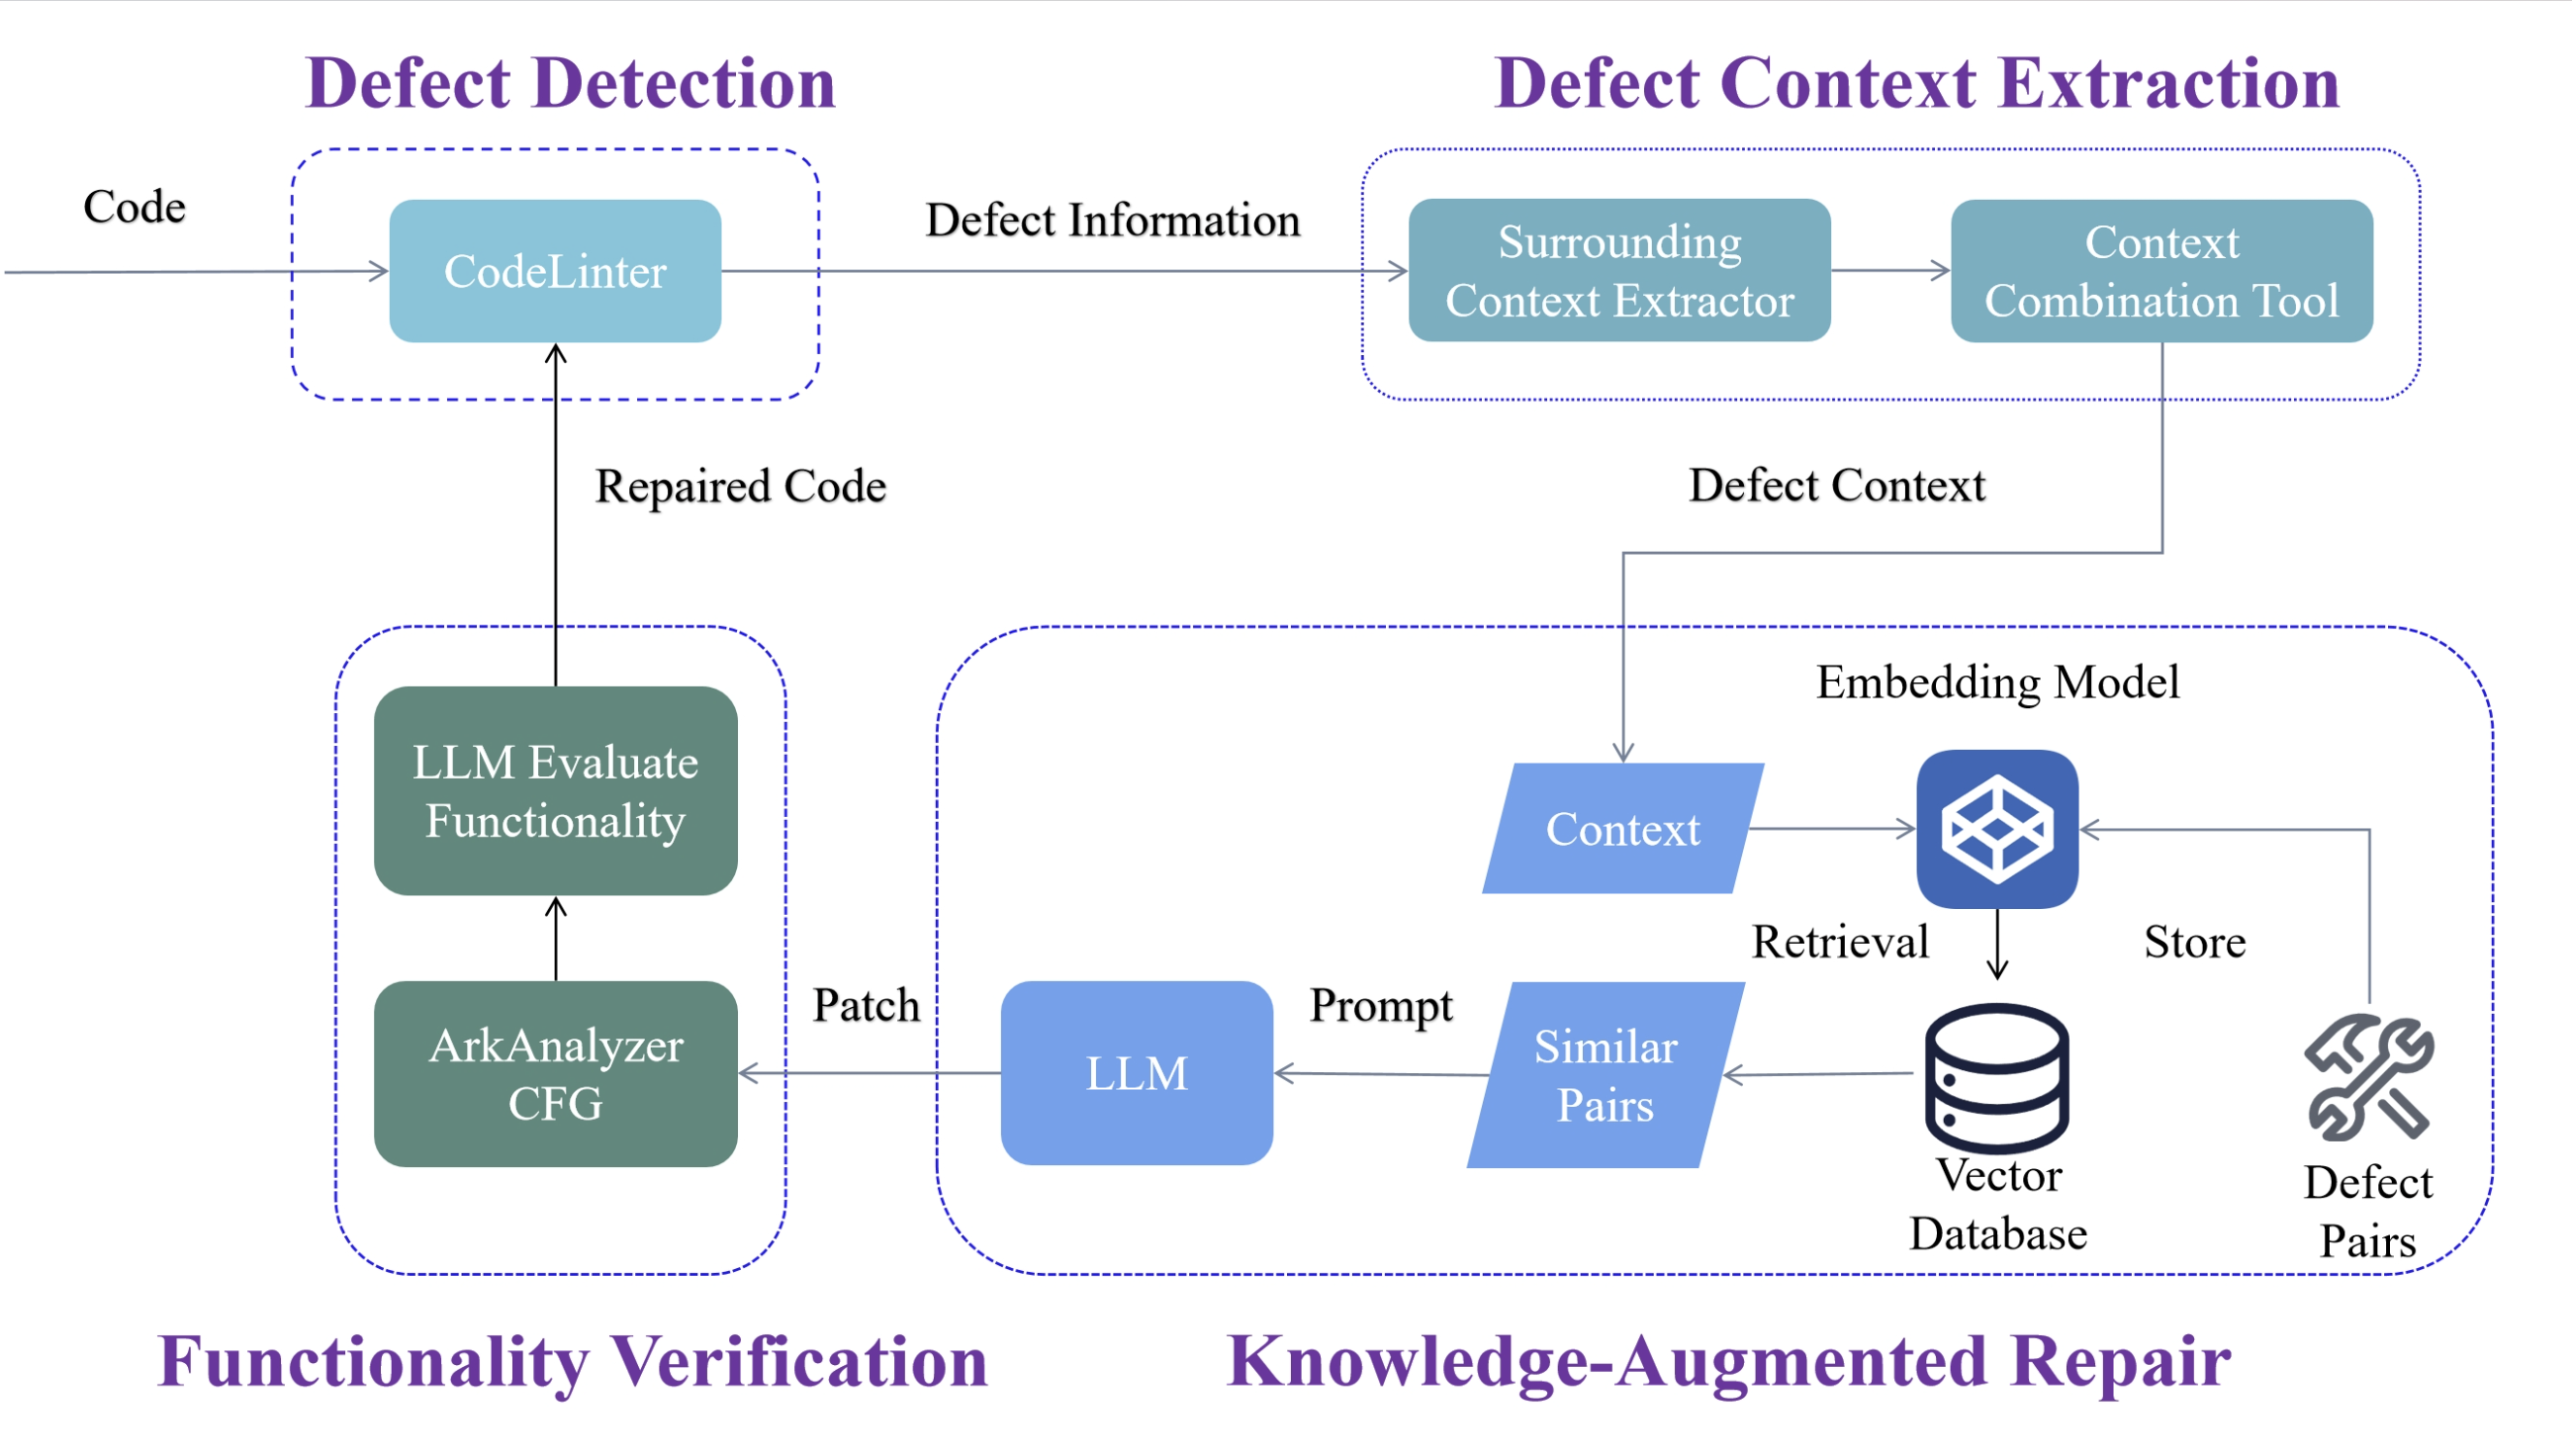 Defect Detection
Defect Context Extraction
Code
CodeLinter
Defect Information
Surrounding
Context Extractor
Context
Combination Tool
Repaired Code
Defect Context
Embedding Model
LLM Evaluate
Functionality
Context
Retrieval
Store
ArkAnalyzer
CFG
Patch
LLM
Prompt
Similar
Pairs
Vector
Database
Defect
Pairs
Functionality Verification
Knowledge-Augmented Repair